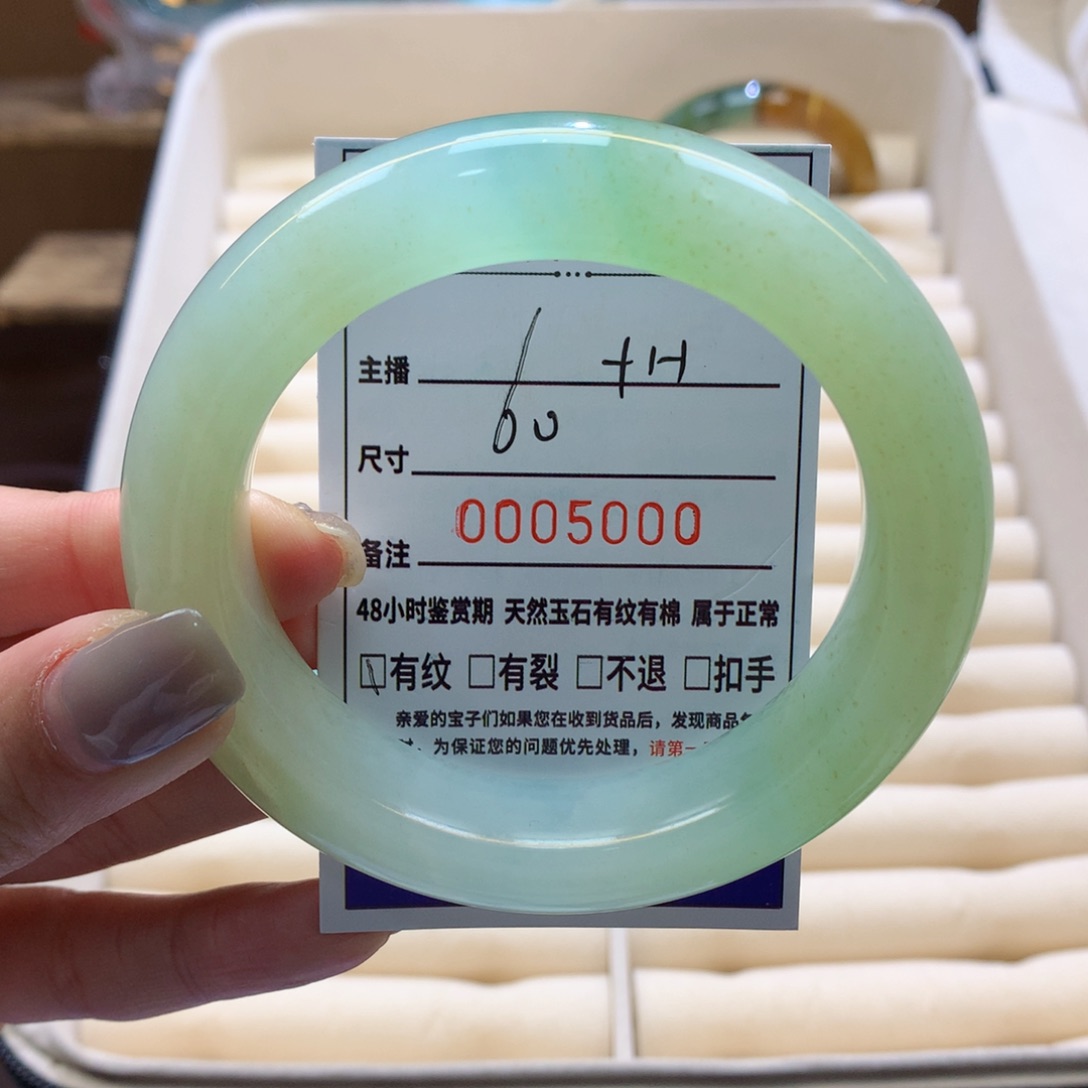 主播
尺寸 60
0005000
备注
48小时鉴赏期 天然玉石有纹有棉 属于正常
☑有纹 □有裂 □不退 □扣手
亲爱的宝子们如果您在收到货品后，发现商品
为保证您的问题优先处理，请第一